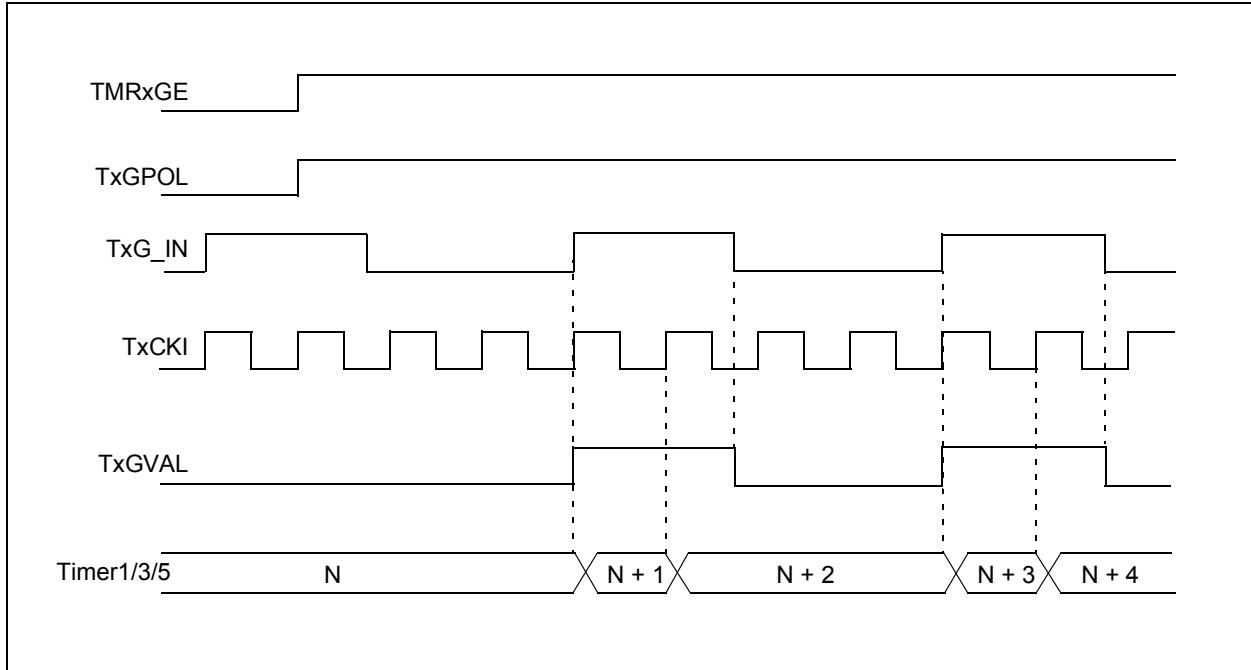 TMRxGE
TxGPOL
TxG_IN
TxCKI
TxGVAL
Timer1/3/5 N N + 1 N + 2 N + 3 N + 4